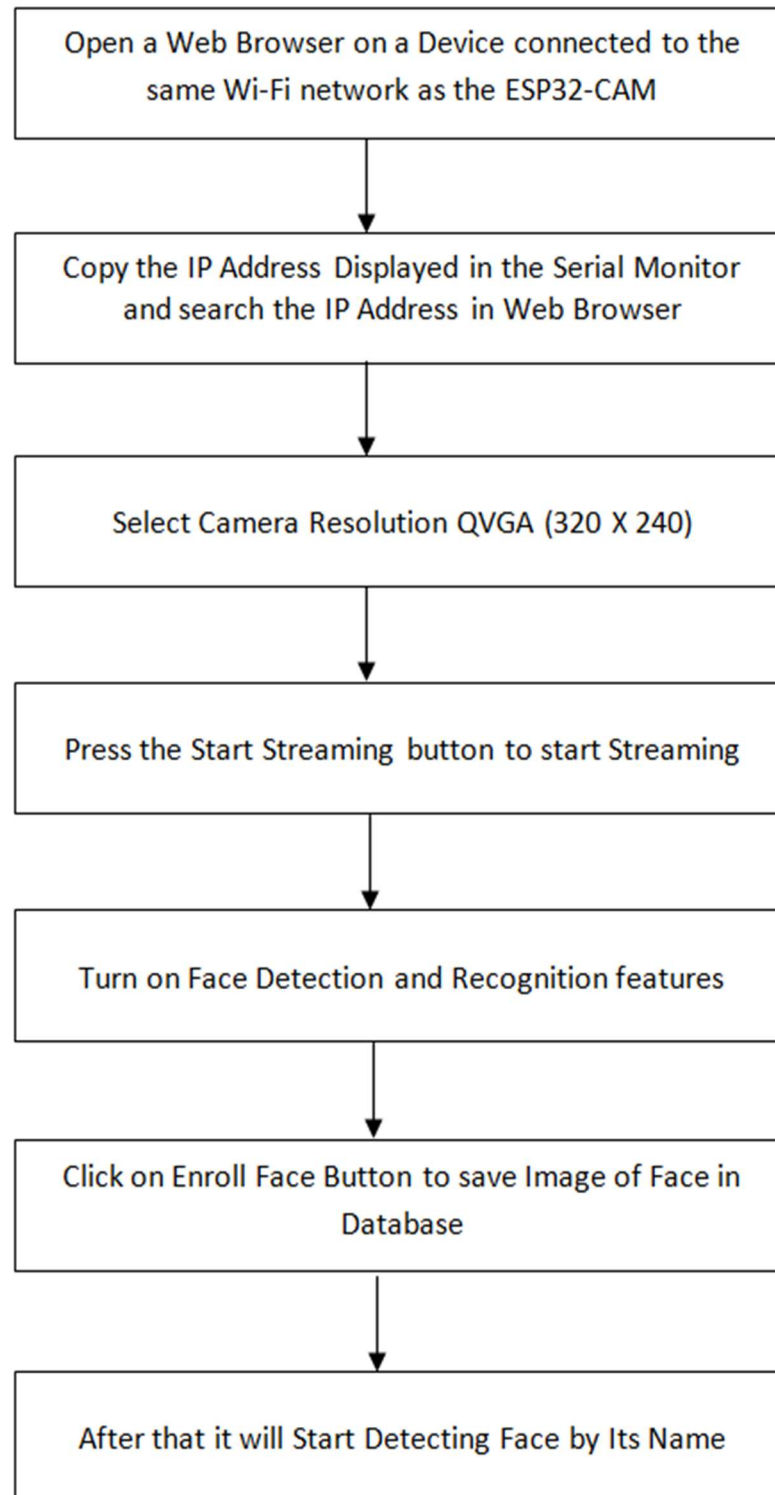 Open a Web Browser on a Device connected to the
same Wi-Fi network as the ESP32-CAM
Copy the IP Address Displayed in the Serial Monitor
and search the IP Address in Web Browser
Select Camera Resolution QVGA (320 X 240)
Press the Start Streaming button to start Streaming
Turn on Face Detection and Recognition features
Click on Enroll Face Button to save Image of Face in
Database
After that it will Start Detecting Face by Its Name